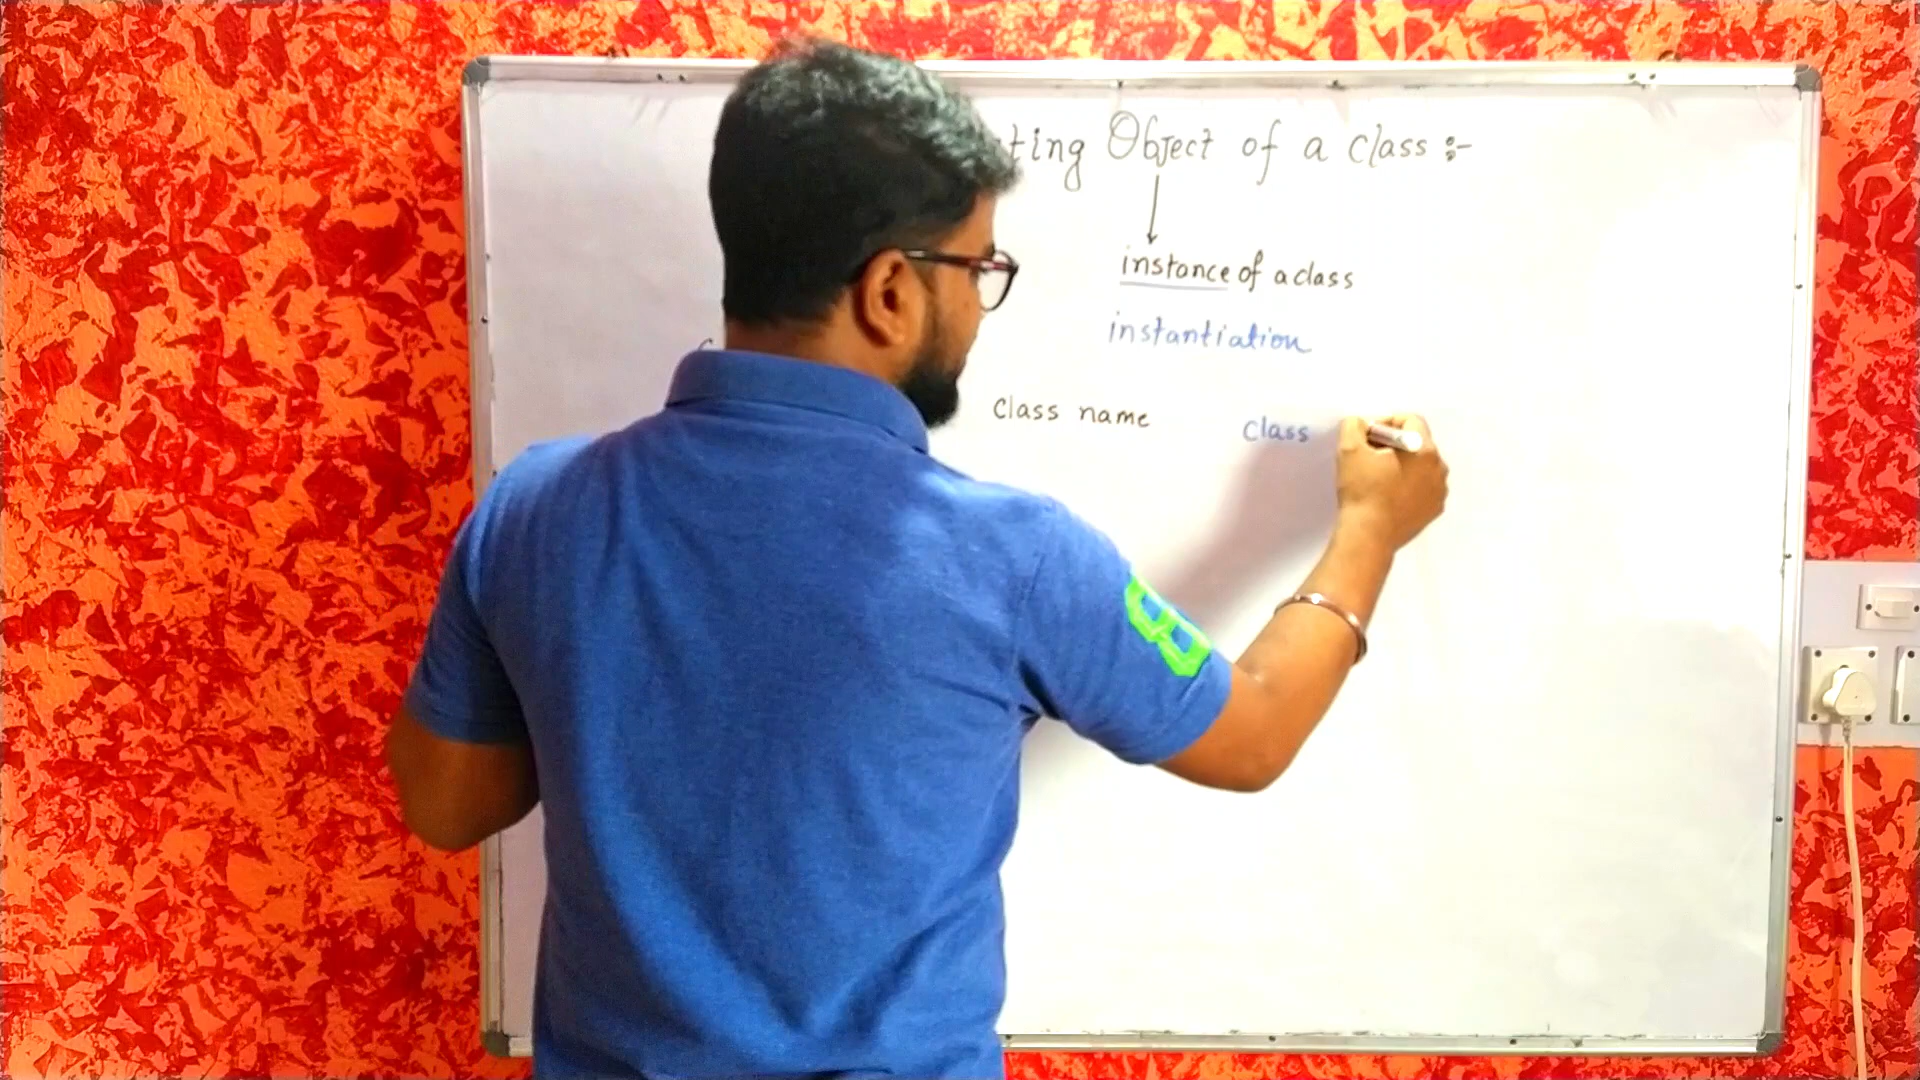 ting Object of a class :-
instance of a class
instantiation
class name
class